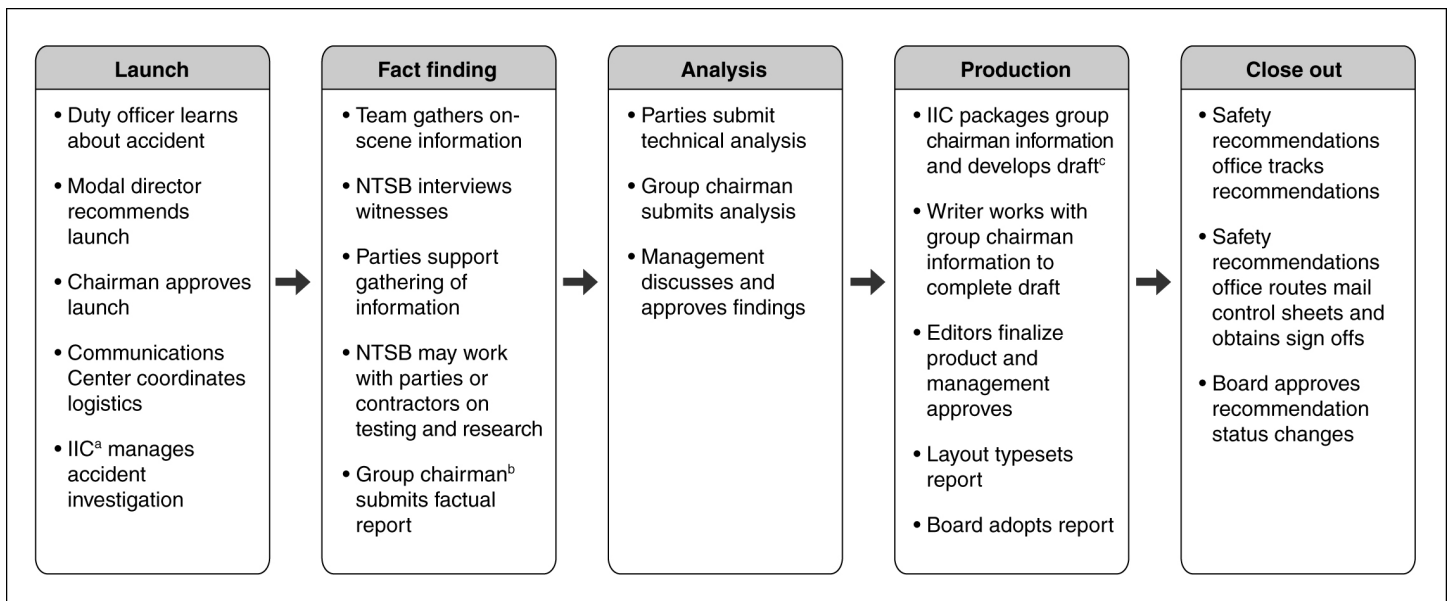 Launch
• Duty officer learns
about accident
• Modal director
recommends
launch
• Chairman approves
launch
• Communications
Center coordinates
logistics
• IICᵃ manages
accident
investigation
Fact finding
• Team gathers on-
scene information
• NTSB interviews
witnesses
• Parties support
gathering of
information
• NTSB may work
with parties or
contractors on
testing and research
• Group chairmanᵇ
submits factual
report
Analysis
• Parties submit
technical analysis
• Group chairman
submits analysis
• Management
discusses and
approves findings
Production
• IIC packages group
chairman information
and develops draftᶜ
• Writer works with
group chairman
information to
complete draft
• Editors finalize
product and
management
approves
• Layout typesets
report
• Board adopts report
Close out
• Safety
recommendations
office tracks
recommendations
• Safety
recommendations
office routes mail
control sheets and
obtains sign offs
• Board approves
recommendation
status changes